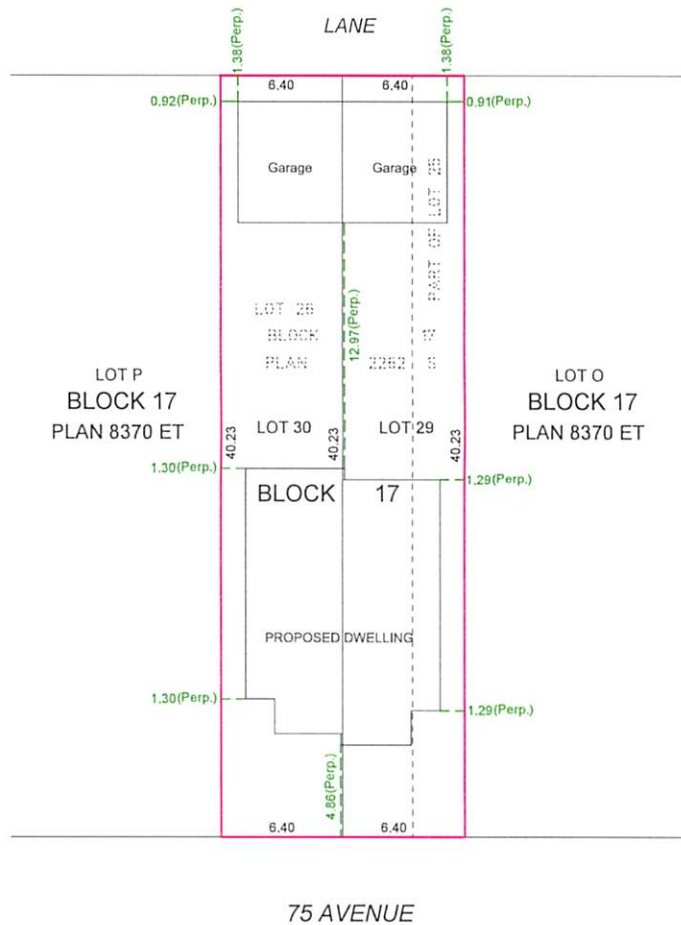 LANE
1.38(Perp.)
1.38(Perp.)
6.40
6.40
0.92(Perp.)
0.91(Perp.)
Garage
Garage
PART OF LOT 25
12.97(Perp.)
LOT 26
BLOCK 17
PLAN 2262 S
LOT P
BLOCK 17
PLAN 8370 ET
LOT O
BLOCK 17
PLAN 8370 ET
LOT 30
LOT 29
40.23
40.23
40.23
1.30(Perp.)
1.29(Perp.)
BLOCK 17
PROPOSED DWELLING
1.30(Perp.)
1.29(Perp.)
4.86(Perp.)
6.40
6.40
75 AVENUE